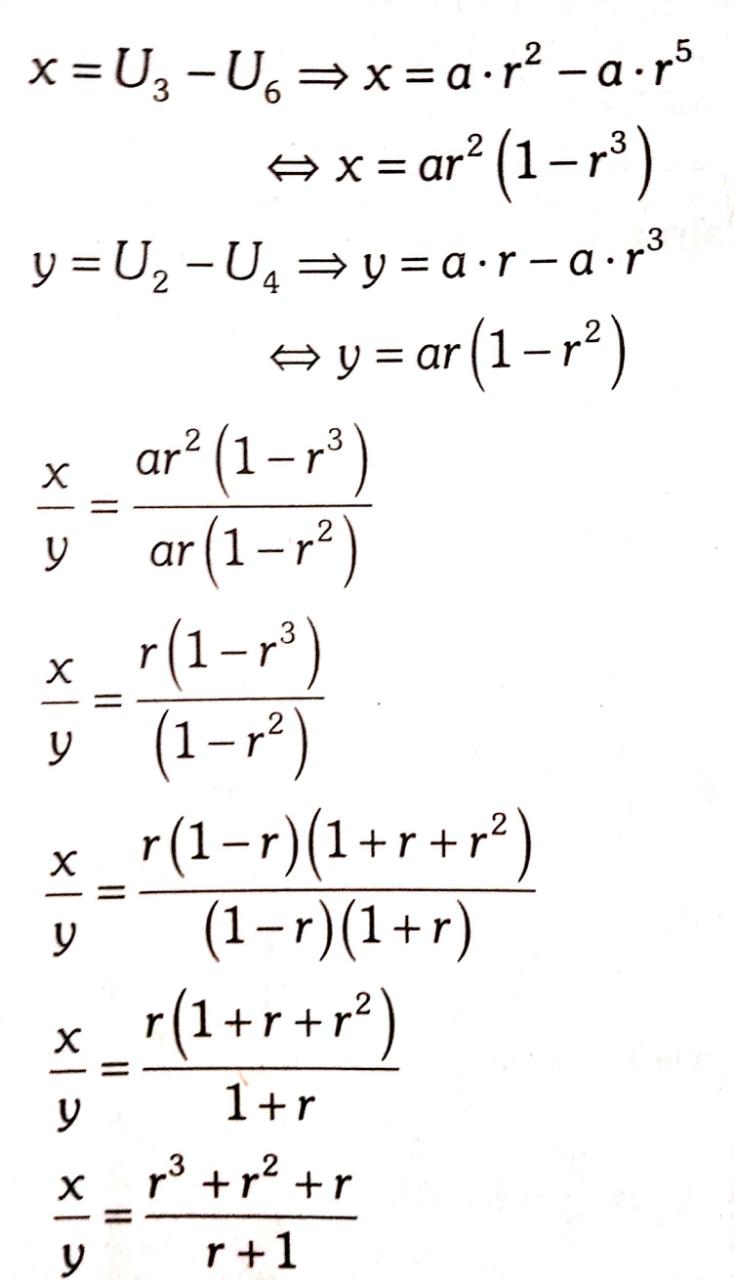 x = U₃ − U₆ ⇒ x = a · r² − a · r⁵
⇔ x = ar² (1 − r³)
y = U₂ − U₄ ⇒ y = a · r − a · r³
⇔ y = ar(1 − r²)
x/y = ar² (1 − r³) / ar(1 − r²)
x/y = r(1 − r³) / (1 − r²)
x/y = r(1 − r)(1 + r + r²) / (1 − r)(1 + r)
x/y = r(1 + r + r²) / 1 + r
x/y = r³ + r² + r / r + 1